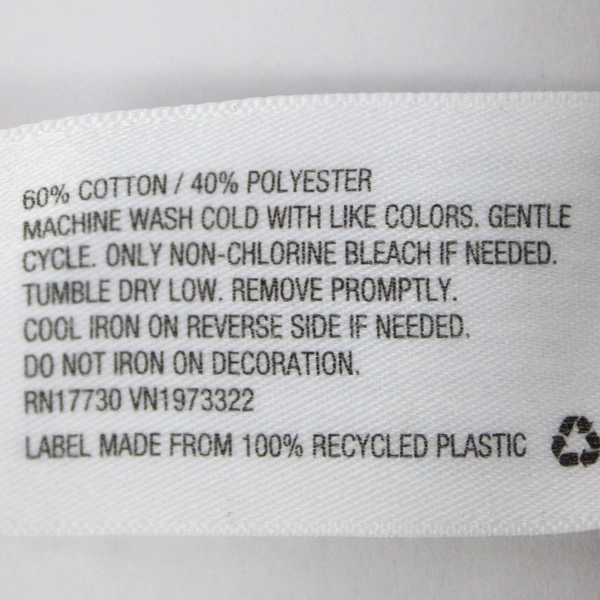 60% COTTON / 40% POLYESTER
MACHINE WASH COLD WITH LIKE COLORS. GENTLE
CYCLE. ONLY NON-CHLORINE BLEACH IF NEEDED.
TUMBLE DRY LOW. REMOVE PROMPTLY.
COOL IRON ON REVERSE SIDE IF NEEDED.
DO NOT IRON ON DECORATION.
RN17730 VN1973322
LABEL MADE FROM 100% RECYCLED PLASTIC